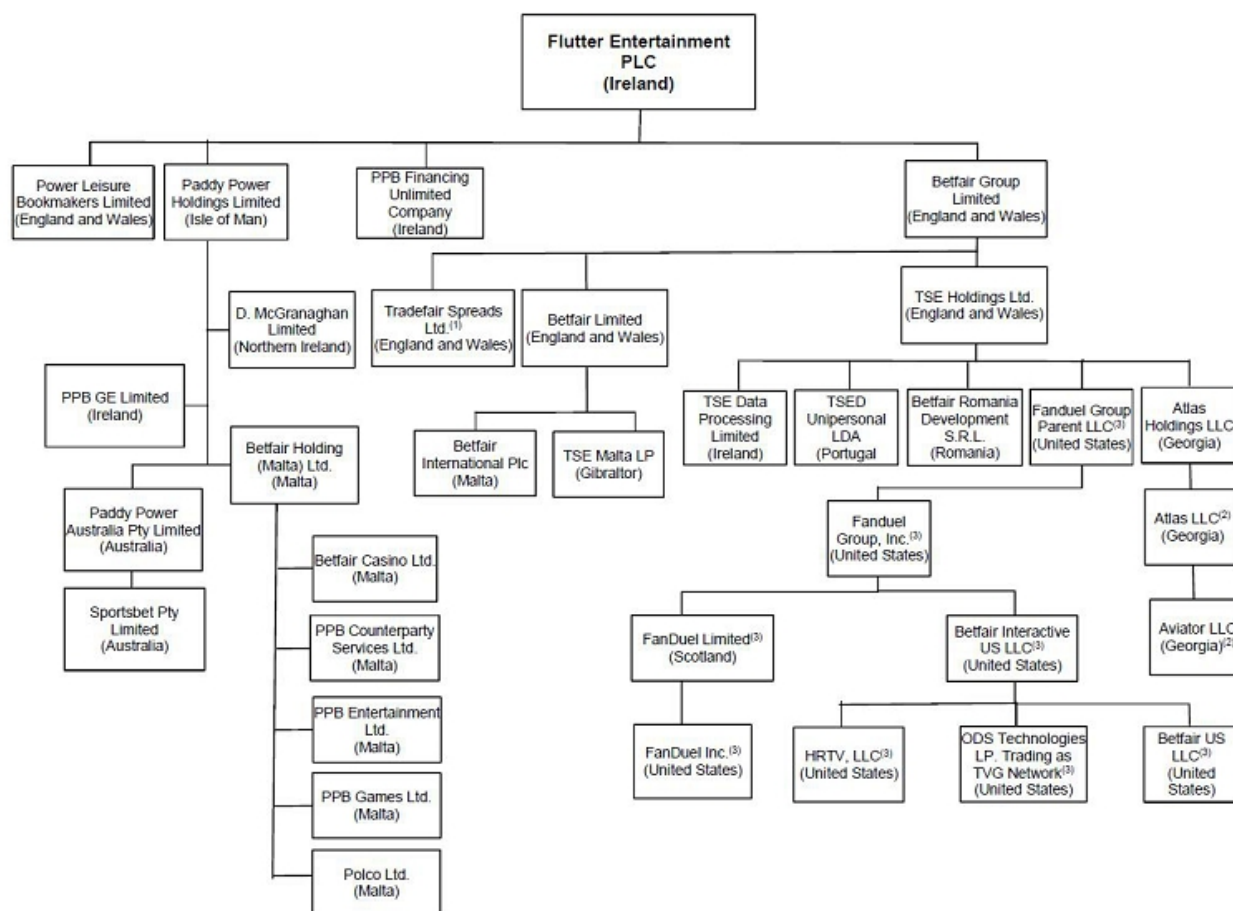 Flutter Entertainment
PLC
(Ireland)
Power Leisure
Bookmakers Limited
(England and Wales)
Paddy Power
Holdings Limited
(Isle of Man)
PPB Financing
Unlimited
Company
(Ireland)
Betfair Group
Limited
(England and Wales)
D. McGranaghan
Limited
(Northern Ireland)
Tradefair Spreads
Ltd.(1)
(England and Wales)
Betfair Limited
(England and Wales)
TSE Holdings Ltd.
(England and Wales)
PPB GE Limited
(Ireland)
Betfair Holding
(Malta) Ltd.
(Malta)
Betfair
International Plc
(Malta)
TSE Malta LP
(Gibraltor)
TSE Data
Processing
Limited
(Ireland)
TSED
Unipersonal
LDA
(Portugal
Betfair Romania
Development
S.R.L.
(Romania)
Fanduel Group
Parent LLC(3)
(United States)
Atlas
Holdings LLC
(Georgia)
Paddy Power
Australia Pty Limited
(Australia)
Fanduel
Group, Inc.(3)
(United States)
Atlas LLC(2)
(Georgia)
Betfair Casino Ltd.
(Malta)
Sportsbet Pty
Limited
(Australia)
PPB Counterparty
Services Ltd.
(Malta)
FanDuel Limited(3)
(Scotland)
Betfair Interactive
US LLC(3)
(United States)
Aviator LLC
(Georgia)(2)
PPB Entertainment
Ltd.
(Malta)
FanDuel Inc.(3)
(United States)
HRTV, LLC(3)
(United States)
ODS Technologies
LP. Trading as
TVG Network(3)
(United States)
Betfair US
LLC(3)
(United
States)
PPB Games Ltd.
(Malta)
Polco Ltd.
(Malta)